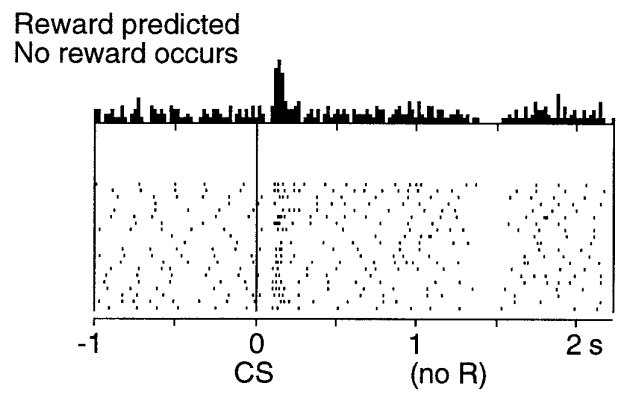 Reward predicted
No reward occurs
-1 0 1 2 s
CS (no R)